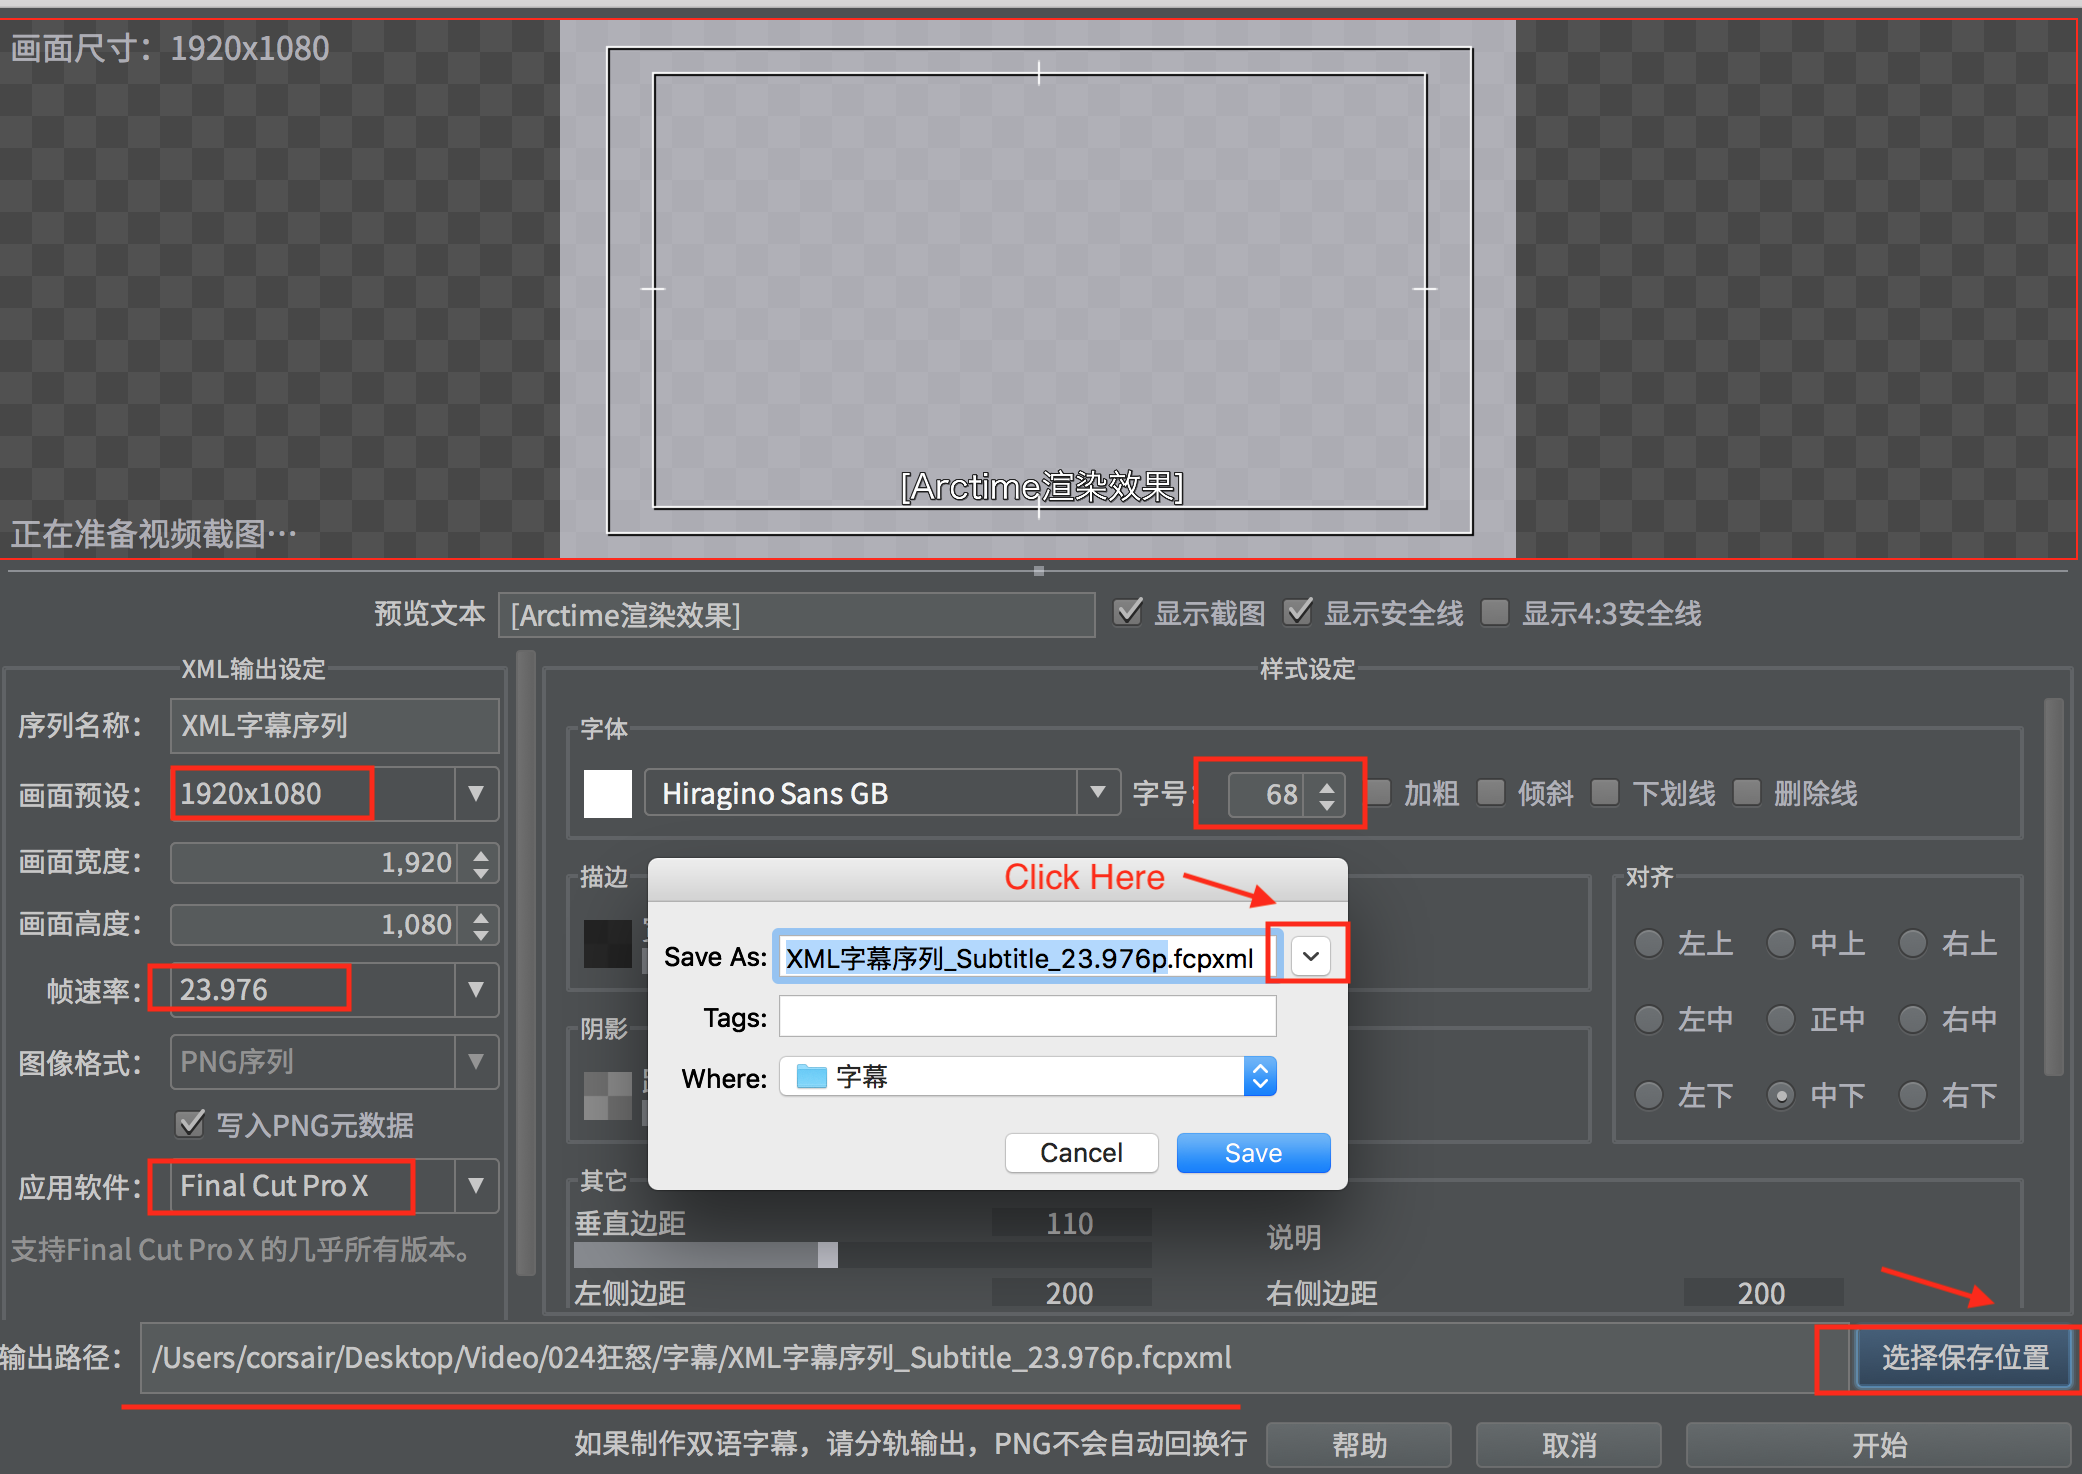 画面尺寸：1920x1080
[Arctime渲染效果]
正在准备视频截图…
预览文本 [Arctime渲染效果] 显示截图 显示安全线 显示4:3安全线
XML输出设定
序列名称： XML字幕序列
画面预设： 1920x1080
画面宽度： 1,920
画面高度： 1,080
帧速率： 23.976
图像格式： PNG序列
写入PNG元数据
应用软件： Final Cut Pro X
支持Final Cut Pro X 的几乎所有版本。
样式设定
字体
Hiragino Sans GB 字号： 68 加粗 倾斜 下划线 删除线
描边
阴影
Click Here
Save As: XML字幕序列_Subtitle_23.976p.fcpxml
Tags:
Where: 字幕
Cancel Save
对齐
左上 中上 右上
左中 正中 右中
左下 中下 右下
其它
垂直边距 110 说明
左侧边距 200 右侧边距 200
输出路径： /Users/corsair/Desktop/Video/024狂怒/字幕/XML字幕序列_Subtitle_23.976p.fcpxml 选择保存位置
如果制作双语字幕，请分轨输出，PNG不会自动回换行 帮助 取消 开始